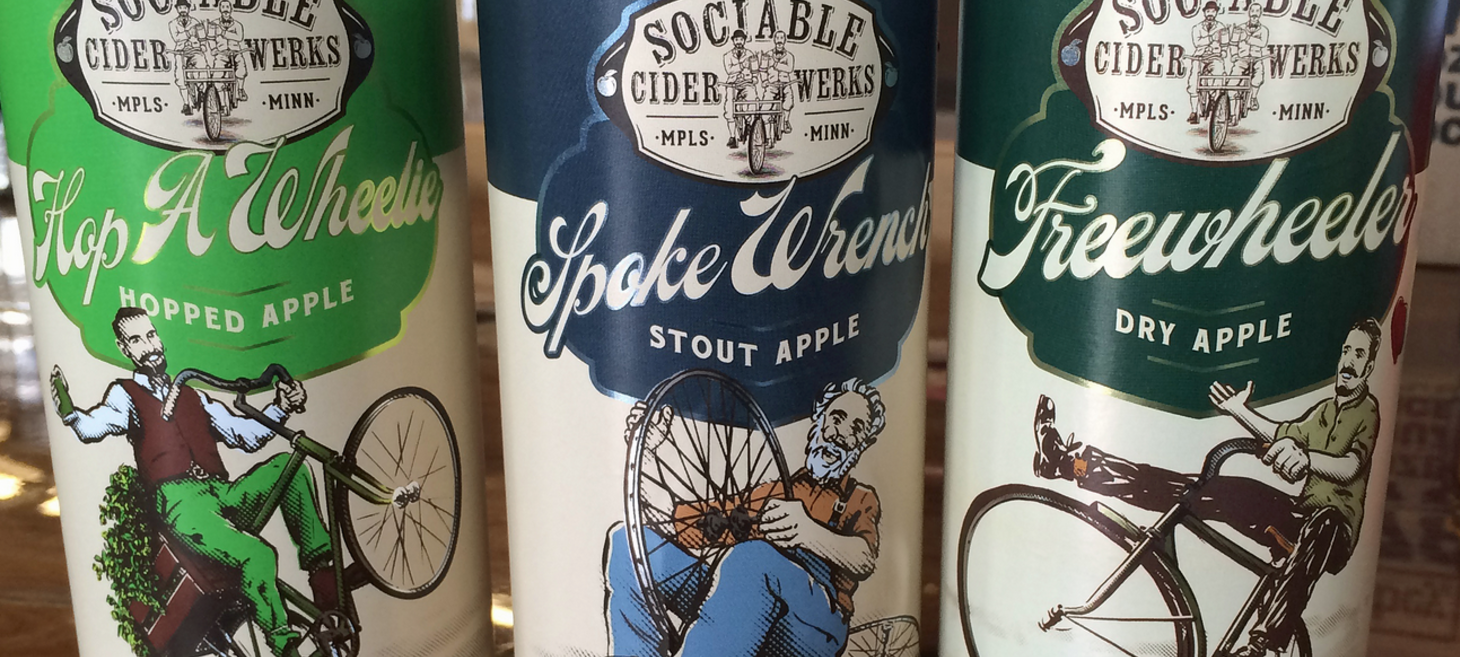 SOCIABLE
CIDER WERKS
·MPLS· ·MINN·
Hop A Wheelie
HOPPED APPLE
SOCIABLE
CIDER WERKS
·MPLS· ·MINN·
Spoke Wrench
STOUT APPLE
SOCIABLE
CIDER WERKS
·MPLS· ·MINN·
Freewheeler
DRY APPLE